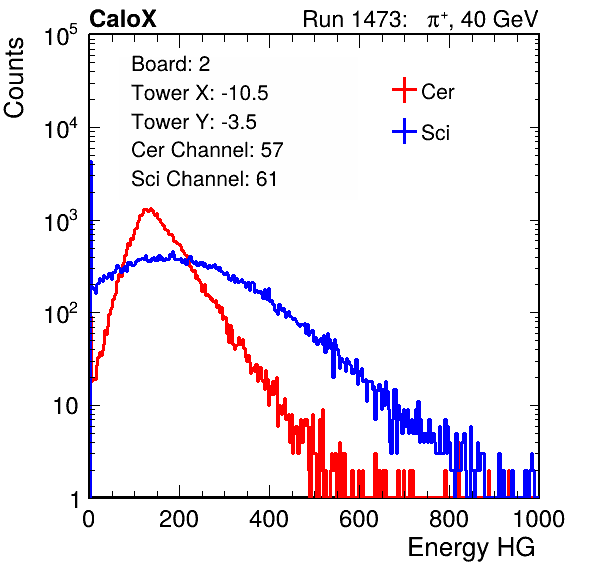 CaloX Run 1473: π⁺, 40 GeV
Counts
10⁵
10⁴
10³
10²
10
1
Board: 2
Tower X: -10.5
Tower Y: -3.5
Cer Channel: 57
Sci Channel: 61
Cer
Sci
0 200 400 600 800 1000
Energy HG